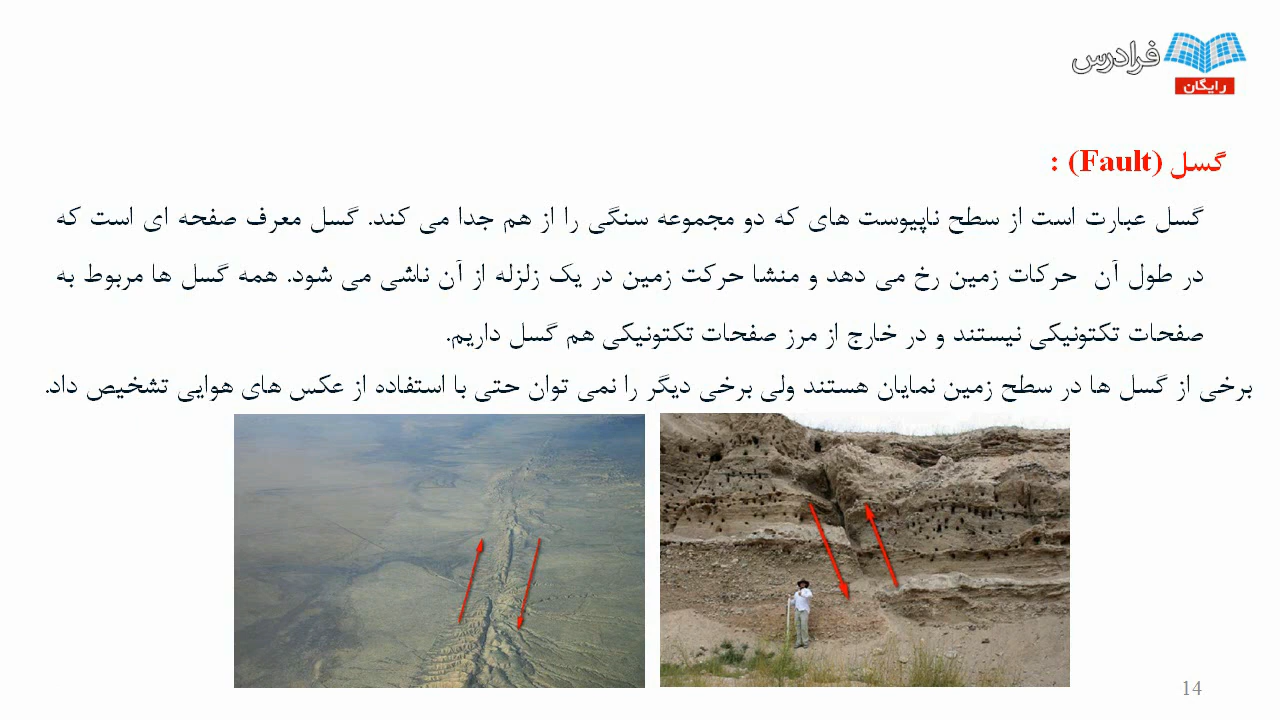 فرادرس
رایگان
گسل (Fault) :
گسل عبارت است از سطح ناپیوست های که دو مجموعه سنگی را از هم جدا می کند. گسل معرف صفحه ای است که
در طول آن حرکات زمین رخ می دهد و منشا حرکت زمین در یک زلزله از آن ناشی می شود. همه گسل ها مربوط به
صفحات تکتونیکی نیستند و در خارج از مرز صفحات تکتونیکی هم گسل داریم.
برخی از گسل ها در سطح زمین نمایان هستند ولی برخی دیگر را نمی توان حتی با استفاده از عکس های هوایی تشخیص داد.
14